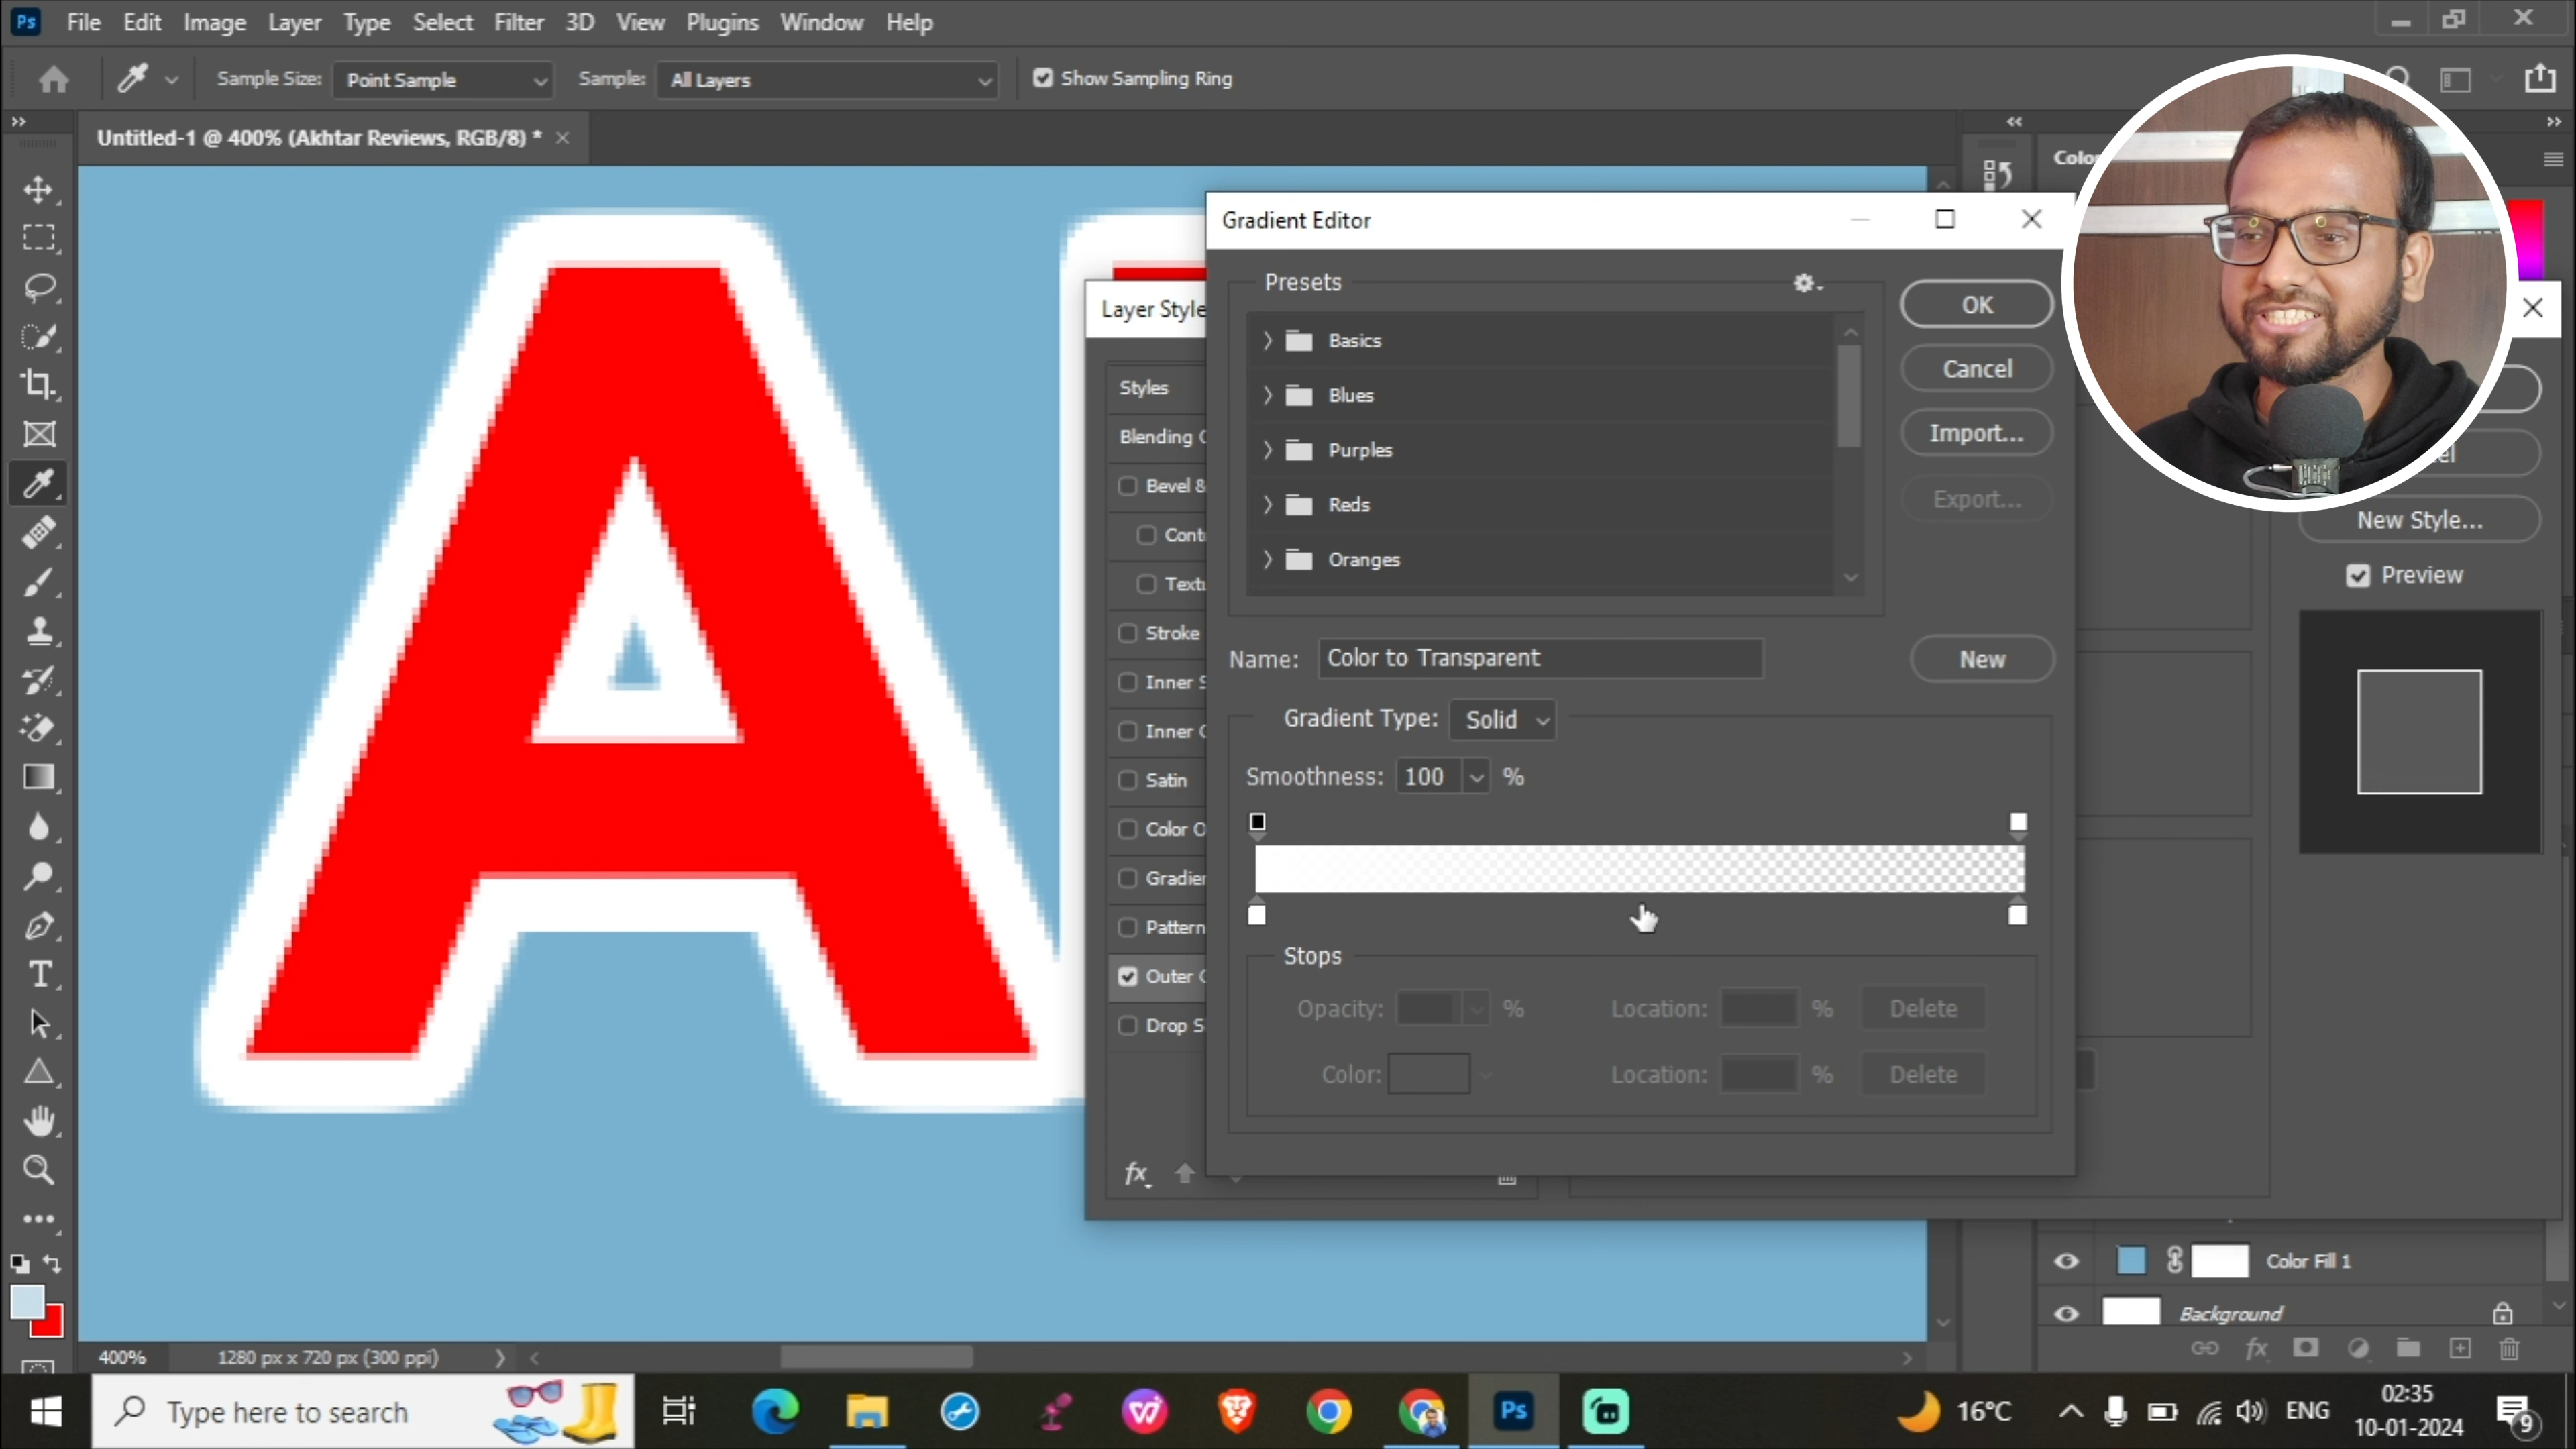 Ps File Edit Image Layer Type Select Filter 3D View Plugins Window Help
Sample Size: Point Sample Sample: All Layers Show Sampling Ring
Untitled-1 @ 400% (Akhtar Reviews, RGB/8) * ×
A
Gradient Editor
Presets
Basics
Blues
Purples
Reds
Oranges
OK
Cancel
Import...
Export...
Name: Color to Transparent
New
Gradient Type: Solid
Smoothness: 100 %
Stops
Opacity: % Location: % Delete
Color: Location: % Delete
Layer Style
Styles
Blending
Bevel &
Stroke
Inner S
Inner
Satin
Color O
Pattern
Outer
Drop S
fx
New Style...
Preview
Color Fill 1
Background
fx
400% 1280 px x 720 px (300 ppi)
Type here to search
Ps
16°C
ENG
02:35
10-01-2024
9